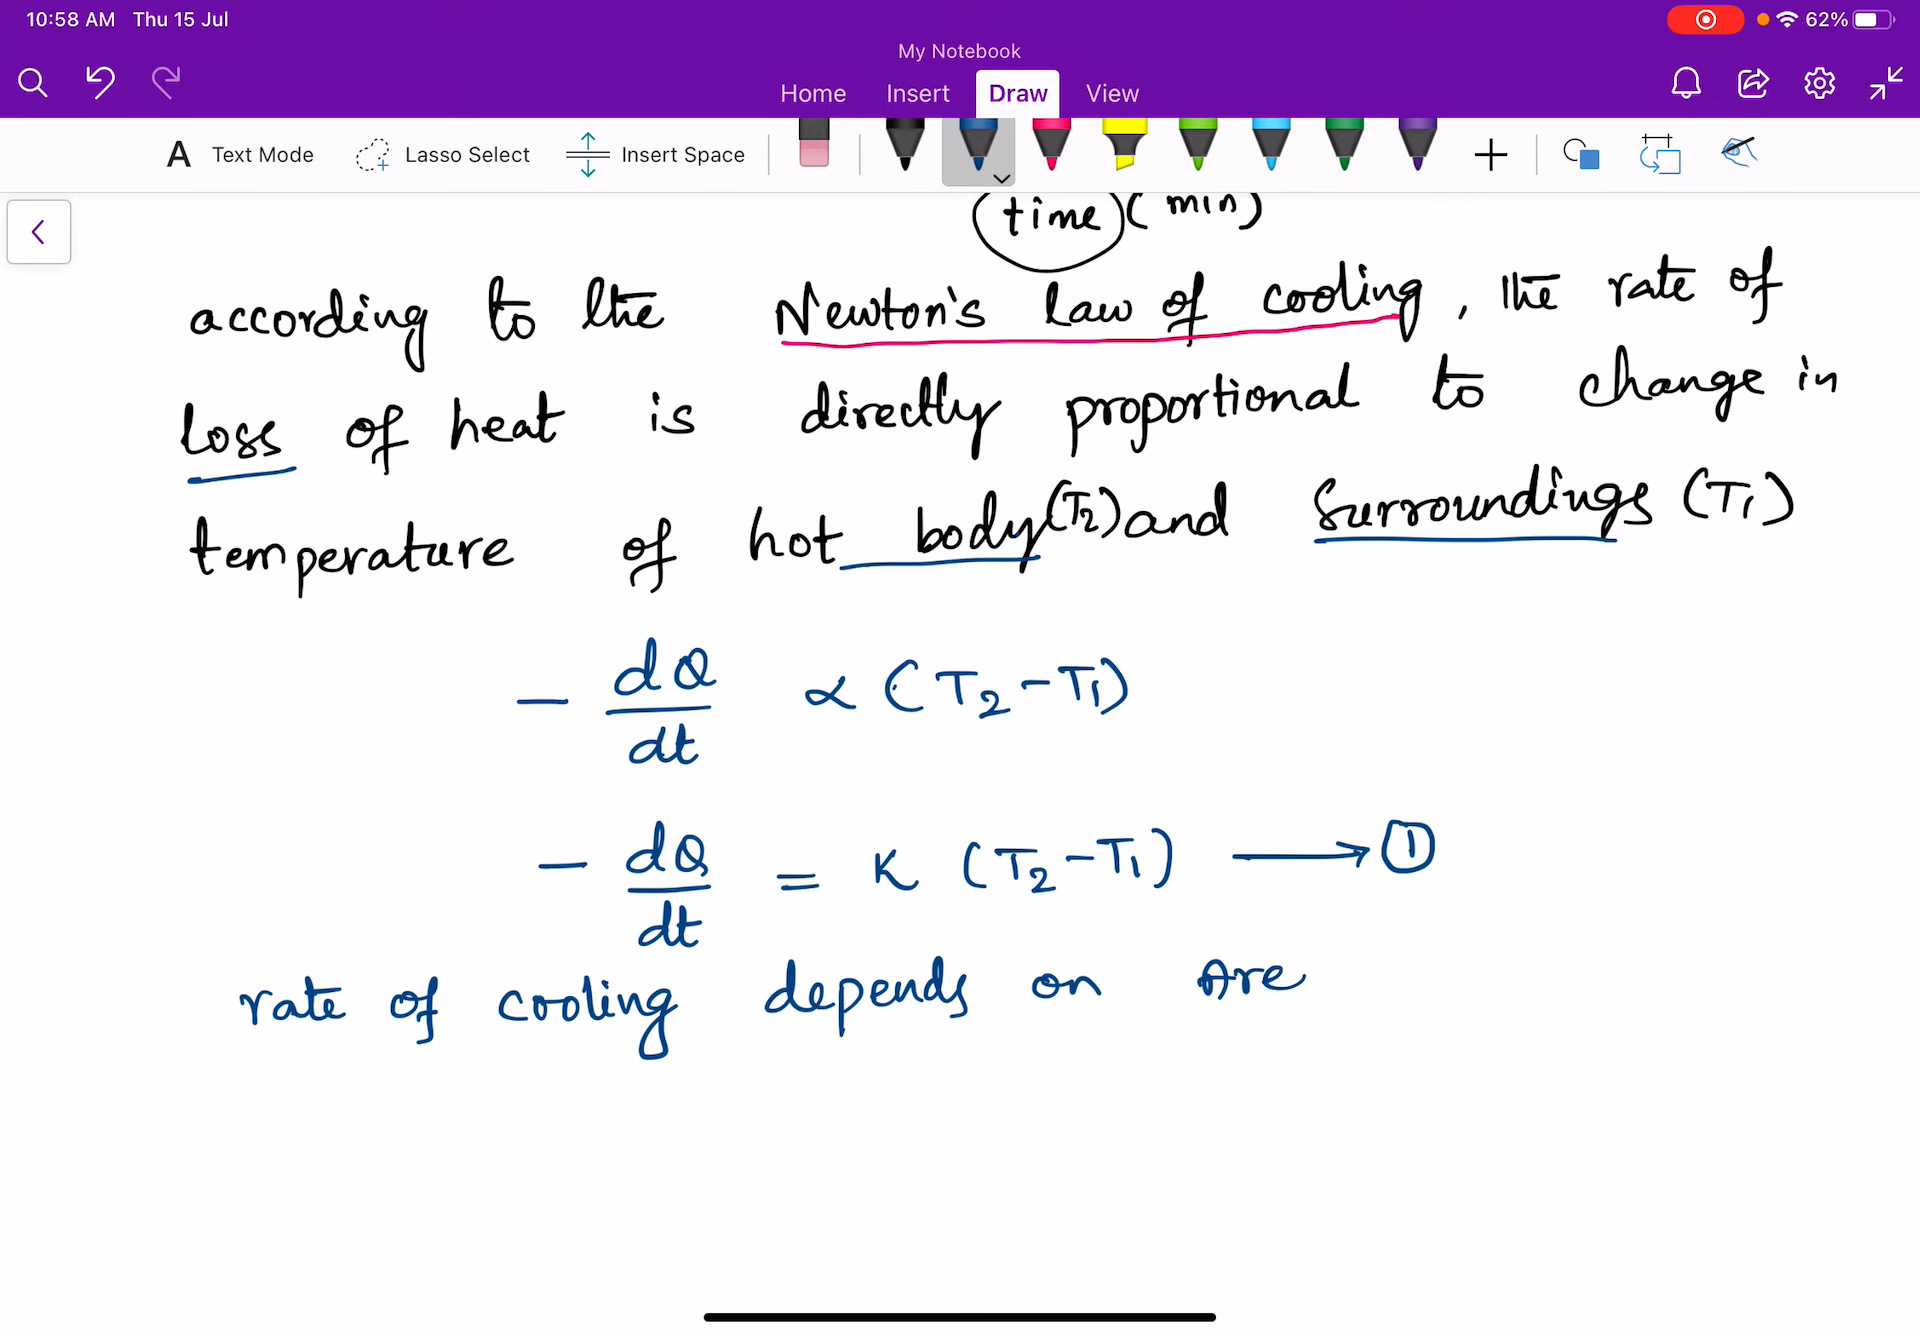 10:58 AM Thu 15 Jul
62%
My Notebook
Home Insert Draw View
A Text Mode Lasso Select Insert Space
(time)(min)
according to the Newton's law of cooling, the rate of
loss of heat is directly proportional to change in
temperature of hot body(T₂) and Surroundings (T₁)
- dQ/dt ∝ (T₂-T₁)
- dQ/dt = K (T₂-T₁) ⟶ ①
rate of cooling depends on Are